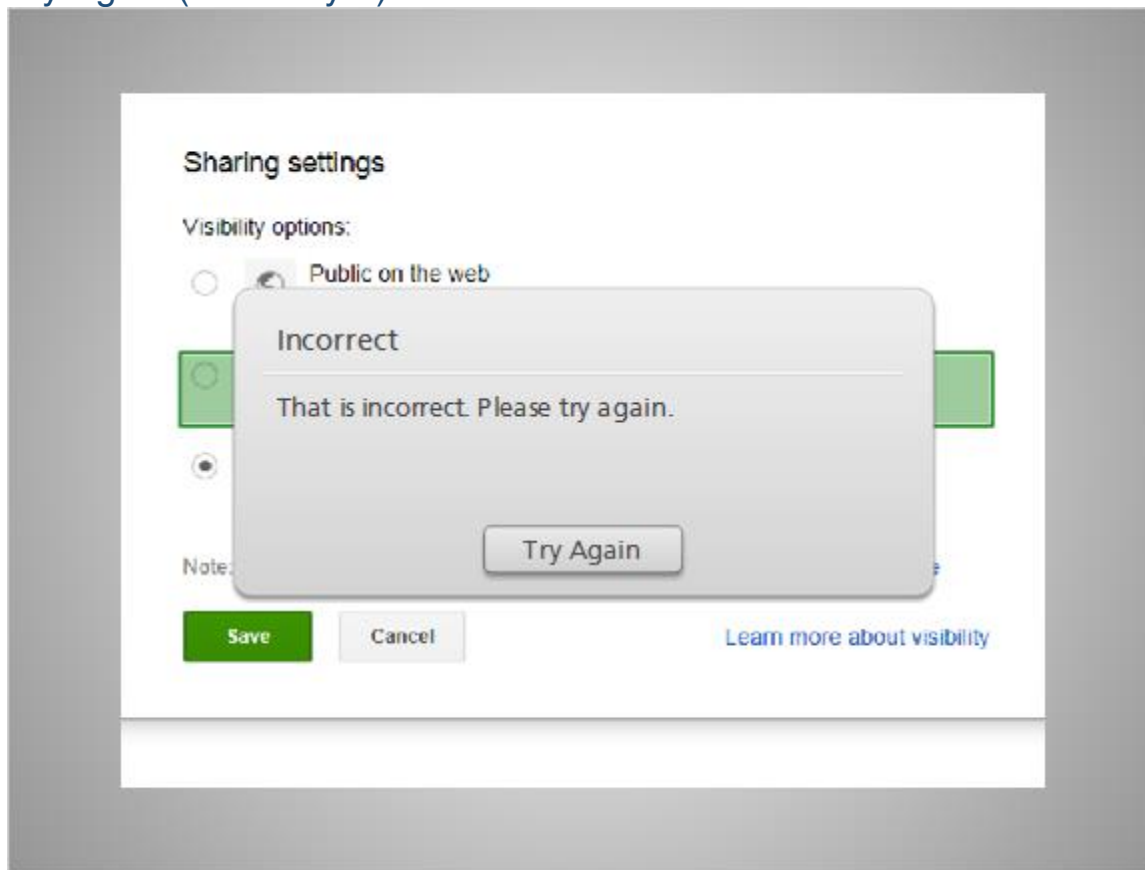 Sharing settings
Visibility options:
Public on the web
Incorrect
That is incorrect. Please try again.
Try Again
Note:
Save Cancel Learn more about visibility